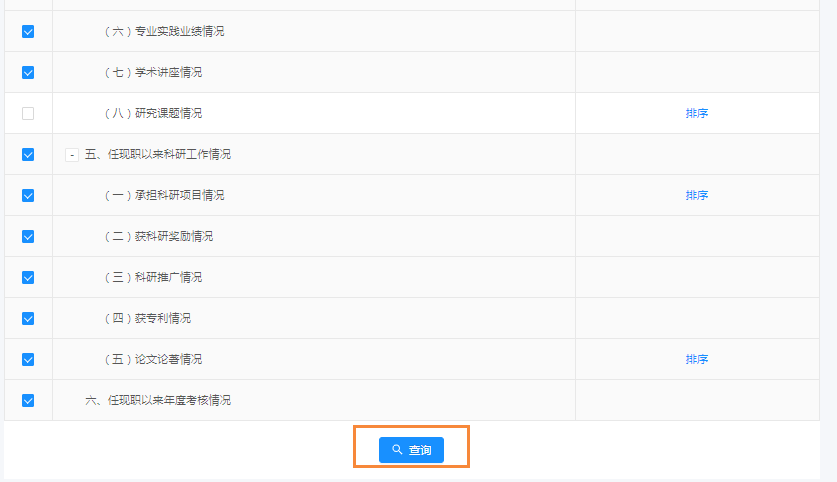 （六）专业实践业绩情况
（七）学术讲座情况
（八）研究课题情况 排序
- 五、任现职以来科研工作情况
（一）承担科研项目情况 排序
（二）获科研奖励情况
（三）科研推广情况
（四）获专利情况
（五）论文论著情况 排序
六、任现职以来年度考核情况
查询